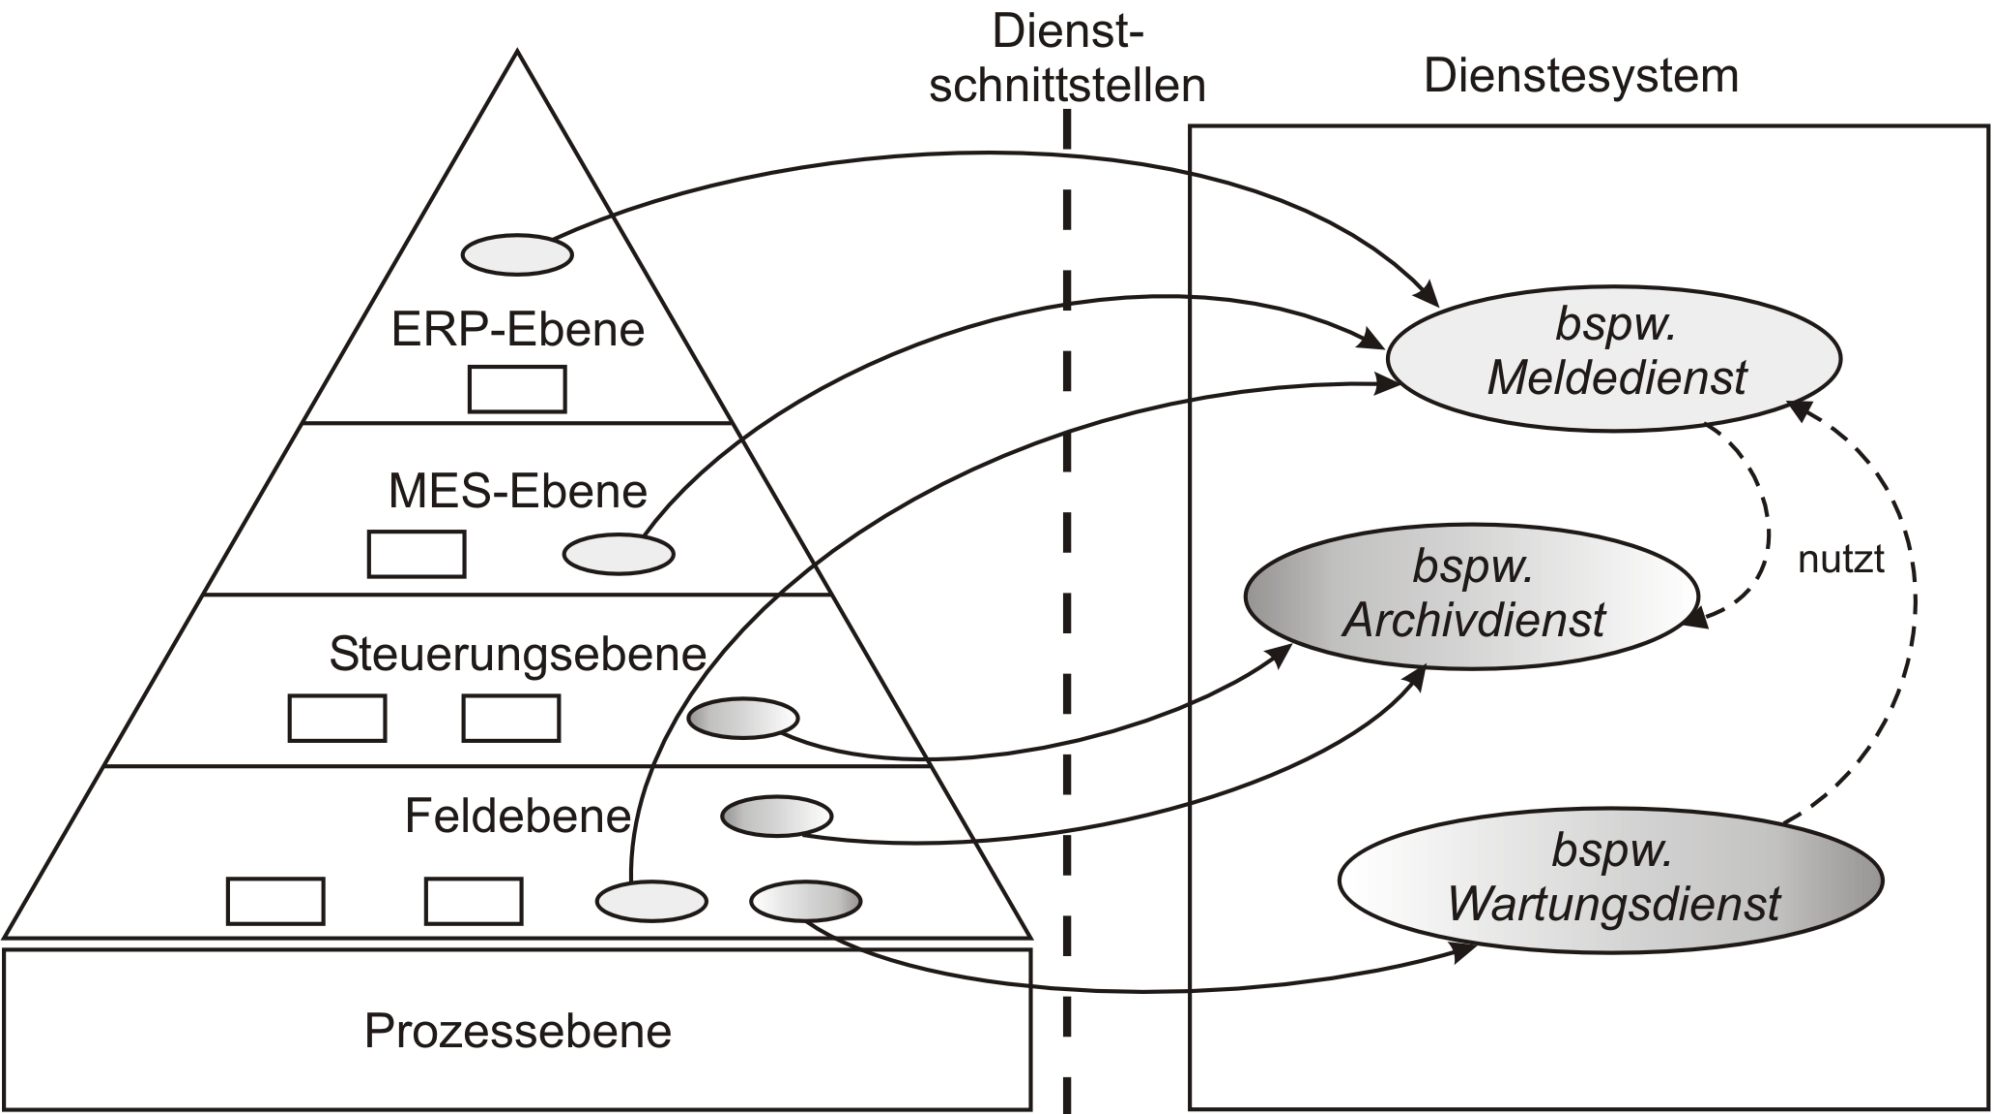 Dienst-
schnittstellen
Dienstesystem
ERP-Ebene
MES-Ebene
Steuerungsebene
Feldebene
Prozessebene
bspw.
Meldedienst
nutzt
bspw.
Archivdienst
bspw.
Wartungsdienst